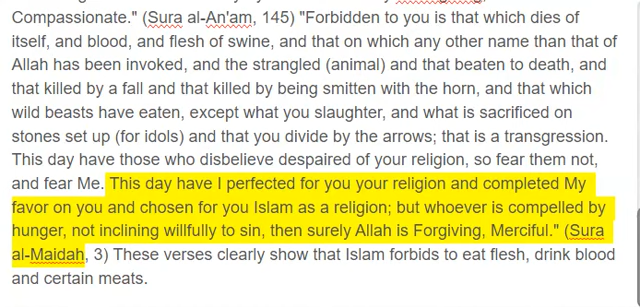 Compassionate." (Sura al-An'am, 145) "Forbidden to you is that which dies of
itself, and blood, and flesh of swine, and that on which any other name than that of
Allah has been invoked, and the strangled (animal) and that beaten to death, and
that killed by a fall and that killed by being smitten with the horn, and that which
wild beasts have eaten, except what you slaughter, and what is sacrificed on
stones set up (for idols) and that you divide by the arrows; that is a transgression.
This day have those who disbelieve despaired of your religion, so fear them not,
and fear Me. This day have I perfected for you your religion and completed My
favor on you and chosen for you Islam as a religion; but whoever is compelled by
hunger, not inclining willfully to sin, then surely Allah is Forgiving, Merciful." (Sura
al-Maidah, 3) These verses clearly show that Islam forbids to eat flesh, drink blood
and certain meats.